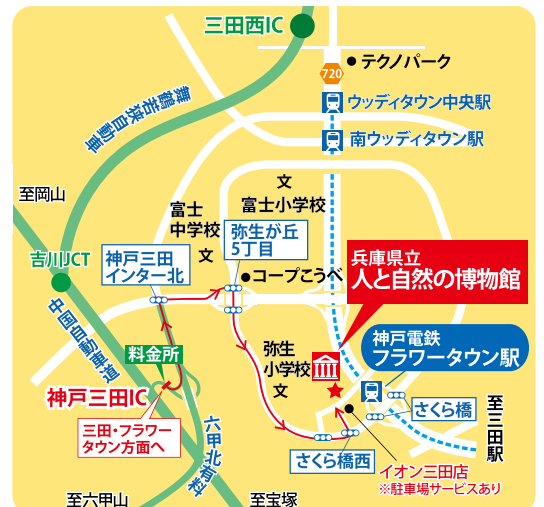 三田西IC
テクノパーク
720
ウッディタウン中央駅
南ウッディタウン駅
舞鶴若狭自動車
至岡山
文
富士小学校
富士
中学校
文
弥生が丘
5丁目
兵庫県立
人と自然の博物館
吉川JCT
神戸三田
インター北
コープこうべ
中国自動車道
神戸電鉄
フラワータウン駅
料金所
弥生
小学校
文
神戸三田IC
さくら橋
至三田駅
三田・フラワー
タウン方面へ
六甲北有料
さくら橋西
イオン三田店
※駐車場サービスあり
至六甲山
至宝塚